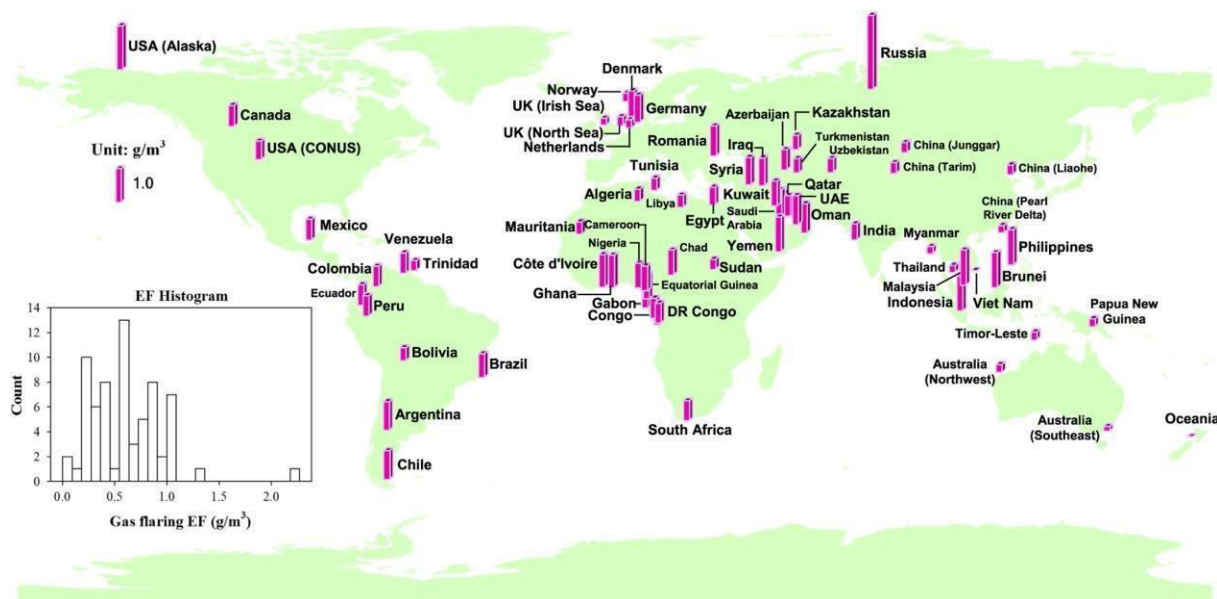 USA (Alaska)
Russia
Denmark
Norway
UK (Irish Sea)
Germany
Canada
Azerbaijan
Kazakhstan
UK (North Sea)
Netherlands
Romania
Turkmenistan
Uzbekistan
China (Junggar)
USA (CONUS)
Unit: g/m³
Iraq
Tunisia
Syria
China (Tarim)
China (Liaohe)
1.0
Algeria
Libya
Kuwait
Qatar
UAE
Egypt
Saudi
Arabia
Oman
China (Pearl
River Delta)
Mexico
Mauritania
Cameroon
India
Myanmar
Philippines
Venezuela
Nigeria
Chad
Yemen
Colombia
Trinidad
Côte d'Ivoire
Sudan
Thailand
Brunei
Ecuador
Ghana
Equatorial Guinea
Malaysia
Indonesia
Viet Nam
Peru
Gabon
Congo
DR Congo
Papua New
Guinea
Timor-Leste
Bolivia
Brazil
Australia
(Northwest)
Argentina
South Africa
Australia
(Southeast)
Oceania
Chile
EF Histogram
14
12
10
8
6
4
2
0
Count
0.0 0.5 1.0 2.0
Gas flaring EF (g/m³)